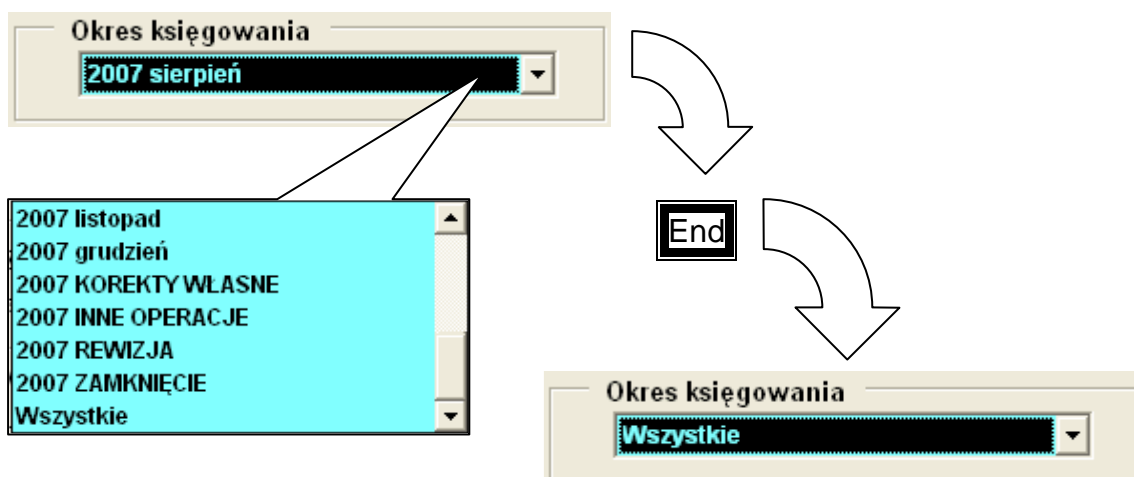 Okres księgowania
2007 sierpień
2007 listopad
2007 grudzień
2007 KOREKTY WŁASNE
2007 INNE OPERACJE
2007 REWIZJA
2007 ZAMKNIĘCIE
Wszystkie
End
Okres księgowania
Wszystkie